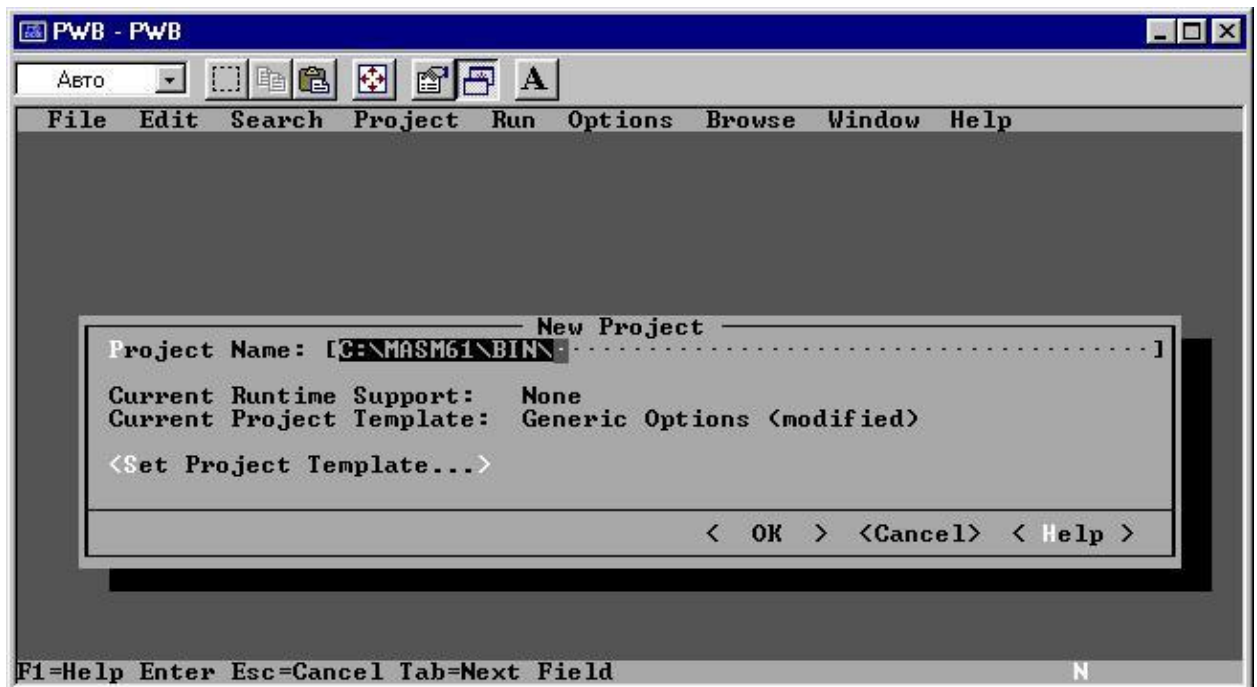 PWB - PWB
Авто
A
File Edit Search Project Run Options Browse Window Help
New Project
Project Name: [C:\MASM61\BIN\·············································]
Current Runtime Support: None
Current Project Template: Generic Options (modified)
<Set Project Template...>
< OK > <Cancel> < Help >
F1=Help Enter Esc=Cancel Tab=Next Field N